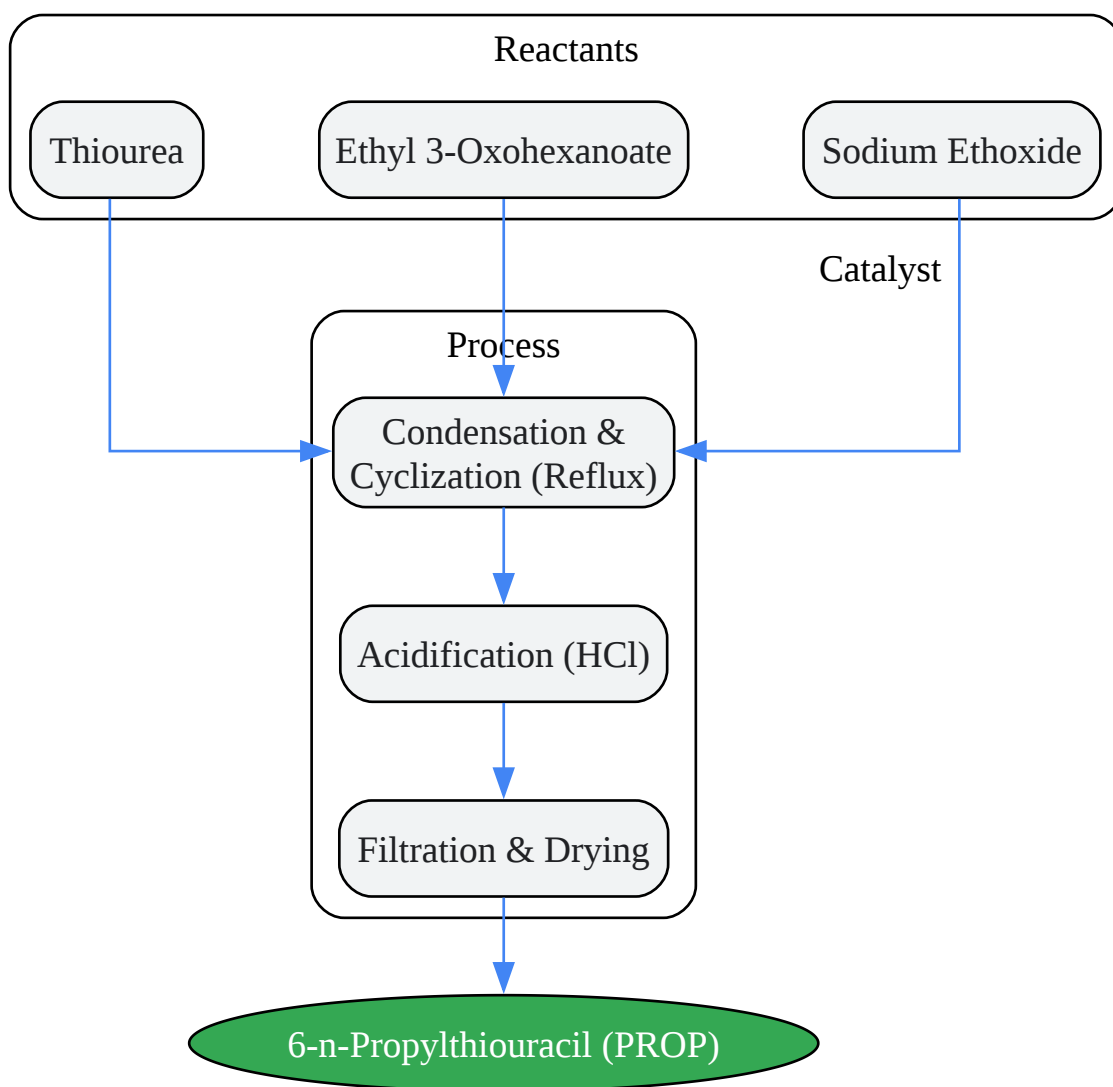 Reactants
Thiourea
Ethyl 3-Oxohexanoate
Sodium Ethoxide
Catalyst
Process
Condensation &
Cyclization (Reflux)
Acidification (HCl)
Filtration & Drying
6-n-Propylthiouracil (PROP)